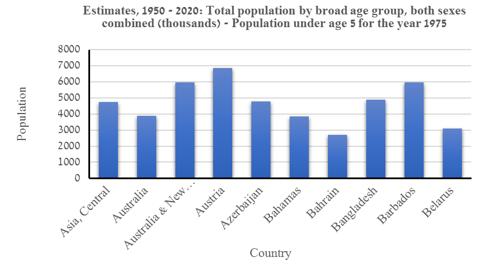 Estimates, 1950 - 2020: Total population by broad age group, both sexes
combined (thousands) - Population under age 5 for the year 1975
8000
7000
6000
5000
4000
3000
2000
1000
0
Population
Asia, Central
Australia
Australia & New...
Austria
Azerbaijan
Bahamas
Bahrain
Bangladesh
Barbados
Belarus
Country